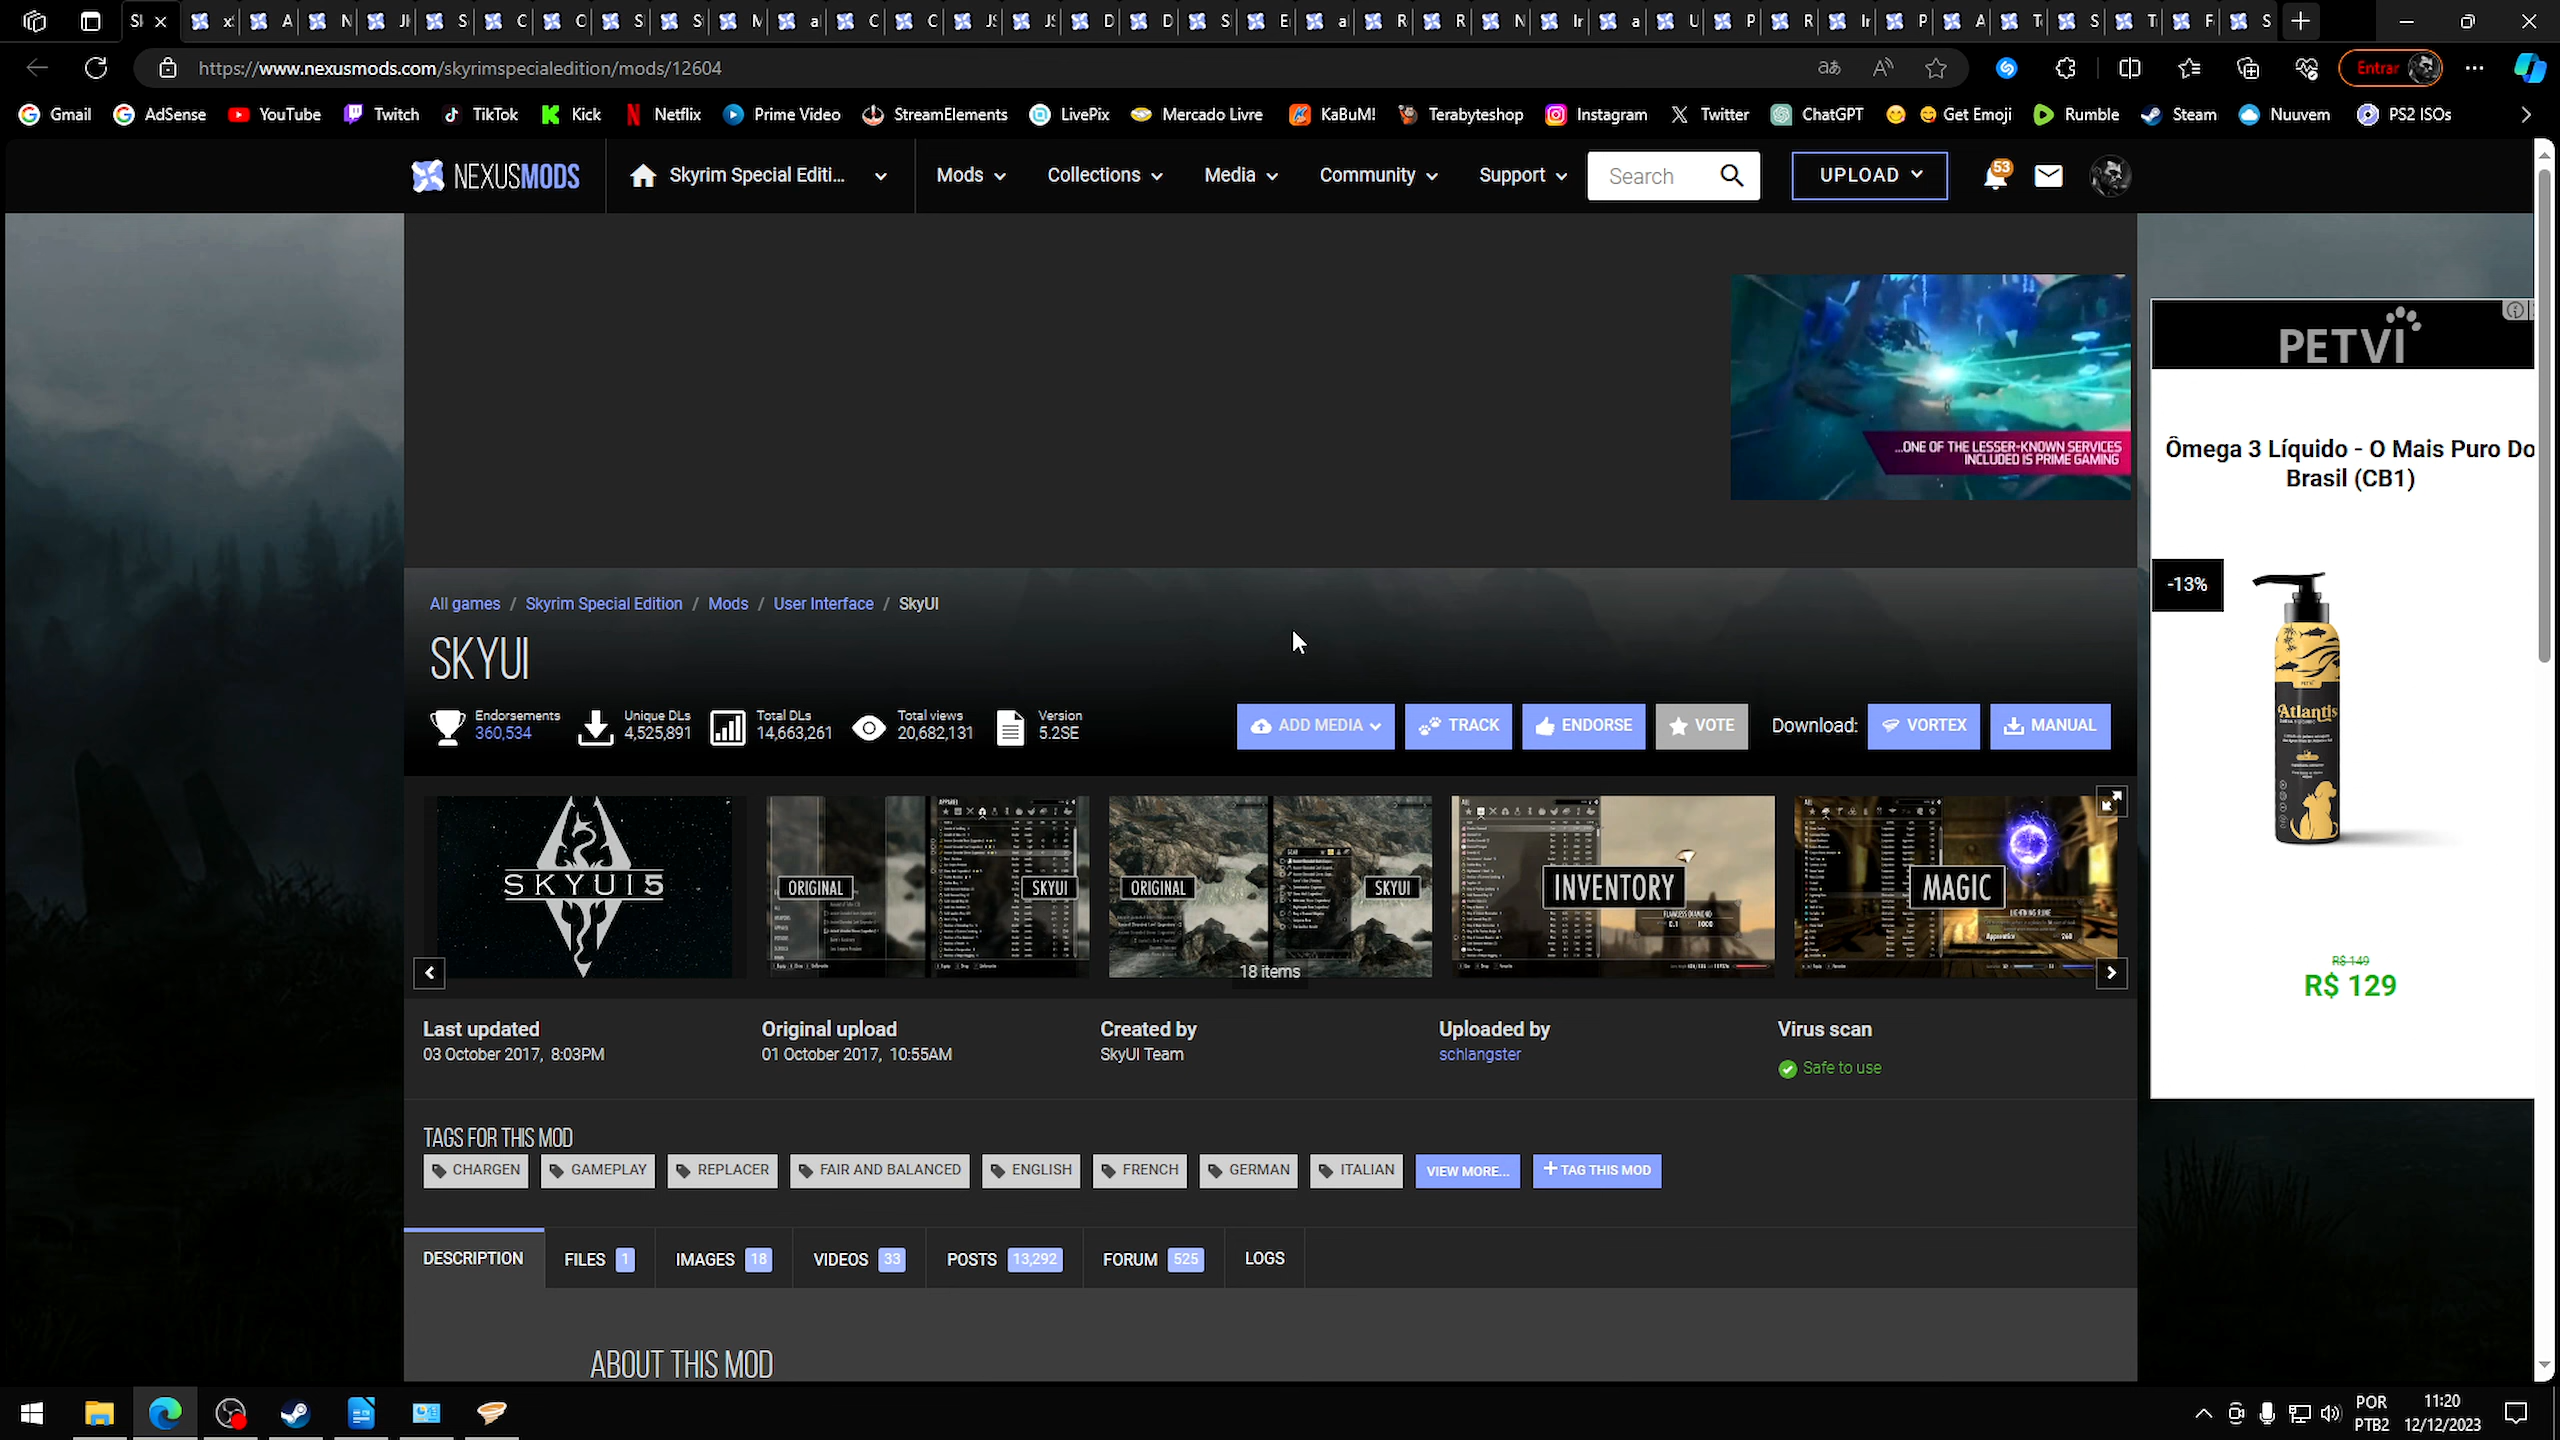 https://www.nexusmods.com/skyrimspecialedition/mods/12604
Entrar
Gmail AdSense YouTube Twitch TikTok Kick Netflix Prime Video StreamElements LivePix Mercado Livre KaBuM! Terabyteshop Instagram Twitter ChatGPT Get Emoji Rumble Steam Nuuvem PS2 ISOs
NEXUSMODS Skyrim Special Editi... Mods Collections Media Community Support Search UPLOAD 53
...ONE OF THE LESSER-KNOWN SERVICES
INCLUDED IS PRIME GAMING
PETVI
Ômega 3 Líquido - O Mais Puro Do
Brasil (CB1)
-13%
Atlantis
R$ 149
R$ 129
All games / Skyrim Special Edition / Mods / User Interface / SkyUI
SKYUI
Endorsements Unique DLs Total DLs Total views Version
360,534 4,525,891 14,663,261 20,682,131 5.2SE
ADD MEDIA TRACK ENDORSE VOTE Download: VORTEX MANUAL
SKYUI5 ORIGINAL SKYUI ORIGINAL SKYUI INVENTORY MAGIC
18 items
Last updated Original upload Created by Uploaded by Virus scan
03 October 2017, 8:03PM 01 October 2017, 10:55AM SkyUI Team schlangster Safe to use
TAGS FOR THIS MOD
CHARGEN GAMEPLAY REPLACER FAIR AND BALANCED ENGLISH FRENCH GERMAN ITALIAN VIEW MORE... TAG THIS MOD
DESCRIPTION FILES 1 IMAGES 18 VIDEOS 33 POSTS 13,292 FORUM 525 LOGS
ABOUT THIS MOD
POR 11:20
PTB2 12/12/2023